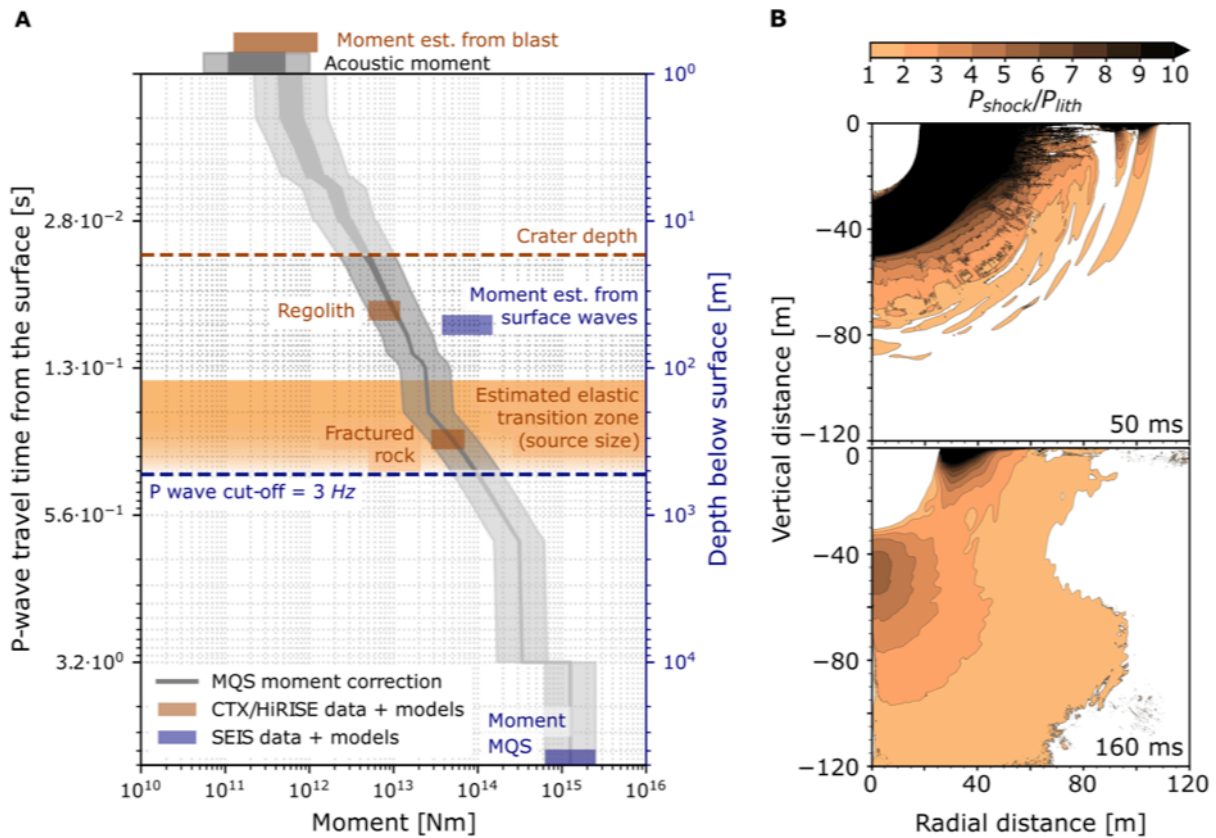 A
Moment est. from blast
Acoustic moment
P-wave travel time from the surface [s]
2.8·10⁻²
1.3·10⁻¹
5.6·10⁻¹
3.2·10⁰
10⁰
10¹
10²
10³
10⁴
Depth below surface [m]
Crater depth
Regolith
Moment est. from
surface waves
Estimated elastic
transition zone
(source size)
Fractured
rock
P wave cut-off = 3 Hz
MQS moment correction
CTX/HiRISE data + models
SEIS data + models
Moment
MQS
10¹⁰ 10¹¹ 10¹² 10¹³ 10¹⁴ 10¹⁵ 10¹⁶
Moment [Nm]
B
1 2 3 4 5 6 7 8 9 10
P_shock/P_lith
Vertical distance [m]
0
−40
−80
−120
50 ms
0
−40
−80
−120
160 ms
0 40 80 120
Radial distance [m]